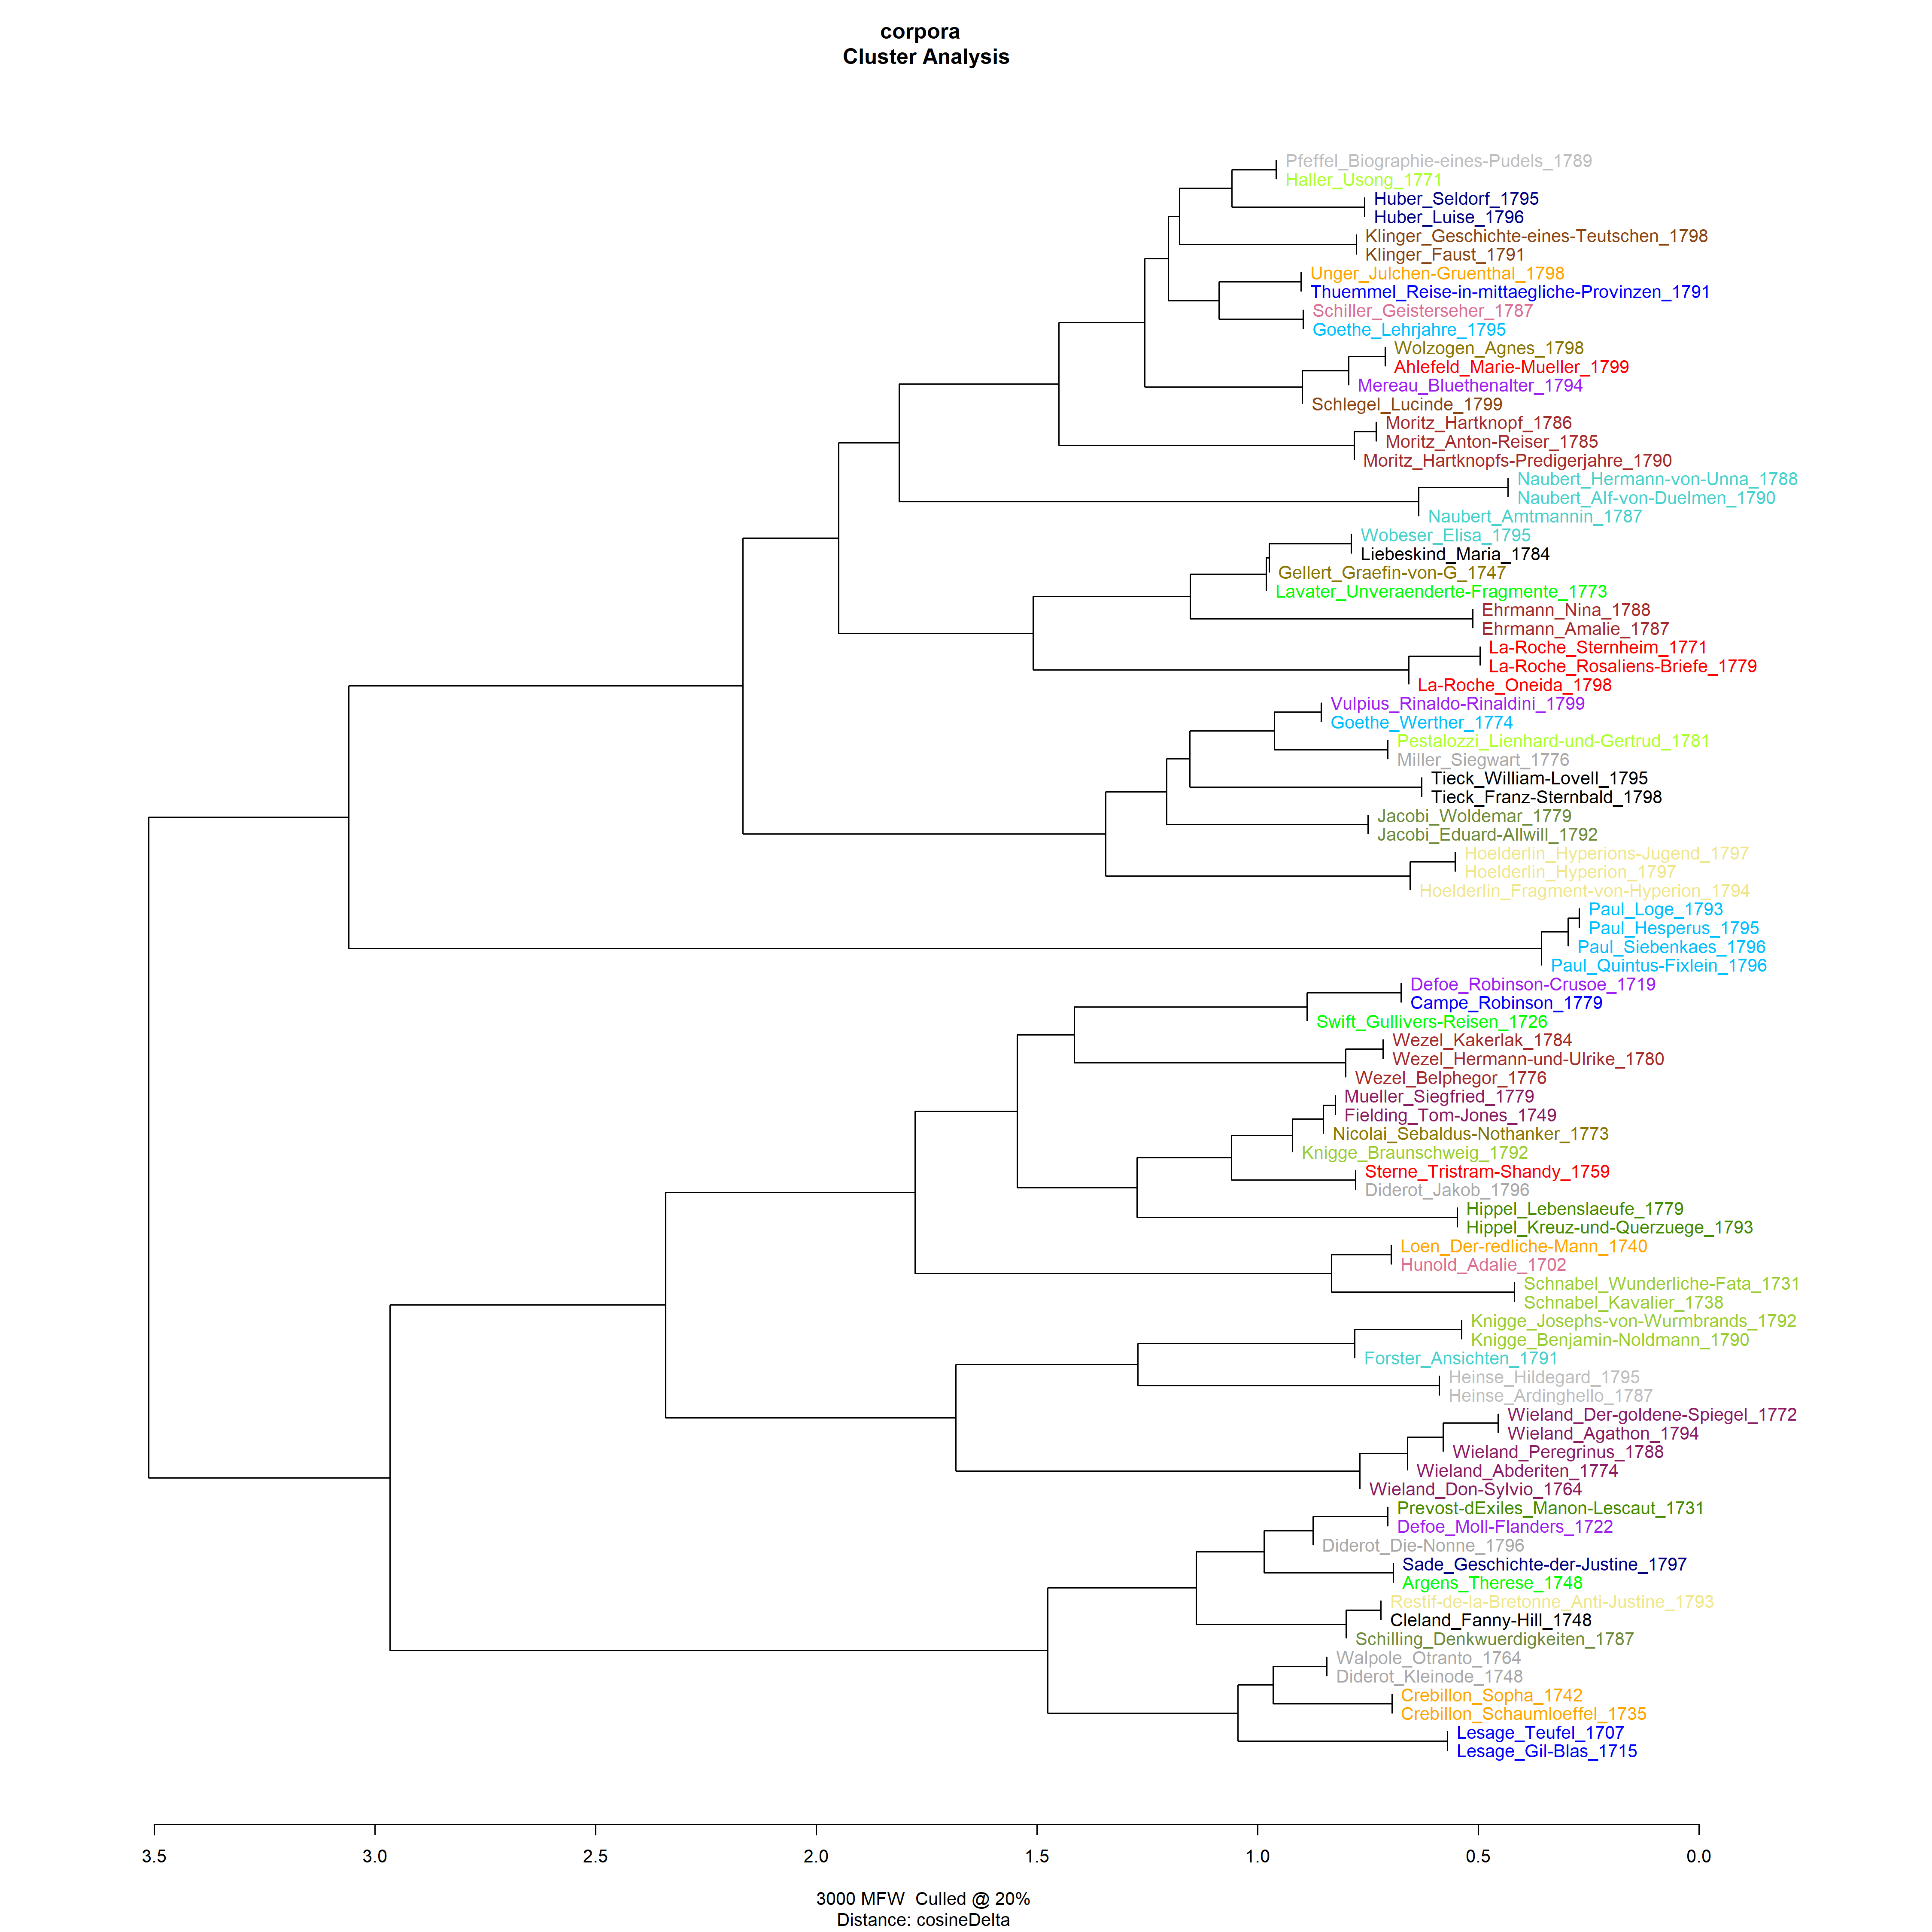 corpora
Cluster Analysis
Pfeffel_Biographie-eines-Pudels_1789
Haller_Usong_1771
Huber_Seldorf_1795
Huber_Luise_1796
Klinger_Geschichte-eines-Teutschen_1798
Klinger_Faust_1791
Unger_Julchen-Gruenthal_1798
Thuemmel_Reise-in-mittaegliche-Provinzen_1791
Schiller_Geisterseher_1787
Goethe_Lehrjahre_1795
Wolzogen_Agnes_1798
Ahlefeld_Marie-Mueller_1799
Mereau_Bluethenalter_1794
Schlegel_Lucinde_1799
Moritz_Hartknopf_1786
Moritz_Anton-Reiser_1785
Moritz_Hartknopfs-Predigerjahre_1790
Naubert_Hermann-von-Unna_1788
Naubert_Alf-von-Duelmen_1790
Naubert_Amtmannin_1787
Wobeser_Elisa_1795
Liebeskind_Maria_1784
Gellert_Graefin-von-G_1747
Lavater_Unveraenderte-Fragmente_1773
Ehrmann_Nina_1788
Ehrmann_Amalie_1787
La-Roche_Sternheim_1771
La-Roche_Rosaliens-Briefe_1779
La-Roche_Oneida_1798
Vulpius_Rinaldo-Rinaldini_1799
Goethe_Werther_1774
Pestalozzi_Lienhard-und-Gertrud_1781
Miller_Siegwart_1776
Tieck_William-Lovell_1795
Tieck_Franz-Sternbald_1798
Jacobi_Woldemar_1779
Jacobi_Eduard-Allwill_1792
Hoelderlin_Hyperions-Jugend_1797
Hoelderlin_Hyperion_1797
Hoelderlin_Fragment-von-Hyperion_1794
Paul_Loge_1793
Paul_Hesperus_1795
Paul_Siebenkaes_1796
Paul_Quintus-Fixlein_1796
Defoe_Robinson-Crusoe_1719
Campe_Robinson_1779
Swift_Gullivers-Reisen_1726
Wezel_Kakerlak_1784
Wezel_Hermann-und-Ulrike_1780
Wezel_Belphegor_1776
Mueller_Siegfried_1779
Fielding_Tom-Jones_1749
Nicolai_Sebaldus-Nothanker_1773
Knigge_Braunschweig_1792
Sterne_Tristram-Shandy_1759
Diderot_Jakob_1796
Hippel_Lebenslaeufe_1779
Hippel_Kreuz-und-Querzuege_1793
Loen_Der-redliche-Mann_1740
Hunold_Adalie_1702
Schnabel_Wunderliche-Fata_1731
Schnabel_Kavalier_1738
Knigge_Josephs-von-Wurmbrands_1792
Knigge_Benjamin-Noldmann_1790
Forster_Ansichten_1791
Heinse_Hildegard_1795
Heinse_Ardinghello_1787
Wieland_Der-goldene-Spiegel_1772
Wieland_Agathon_1794
Wieland_Peregrinus_1788
Wieland_Abderiten_1774
Wieland_Don-Sylvio_1764
Prevost-dExiles_Manon-Lescaut_1731
Defoe_Moll-Flanders_1722
Diderot_Die-Nonne_1796
Sade_Geschichte-der-Justine_1797
Argens_Therese_1748
Restif-de-la-Bretonne_Anti-Justine_1793
Cleland_Fanny-Hill_1748
Schilling_Denkwuerdigkeiten_1787
Walpole_Otranto_1764
Diderot_Kleinode_1748
Crebillon_Sopha_1742
Crebillon_Schaumloeffel_1735
Lesage_Teufel_1707
Lesage_Gil-Blas_1715
3.5 3.0 2.5 2.0 1.5 1.0 0.5 0.0
3000 MFW Culled @ 20%
Distance: cosineDelta